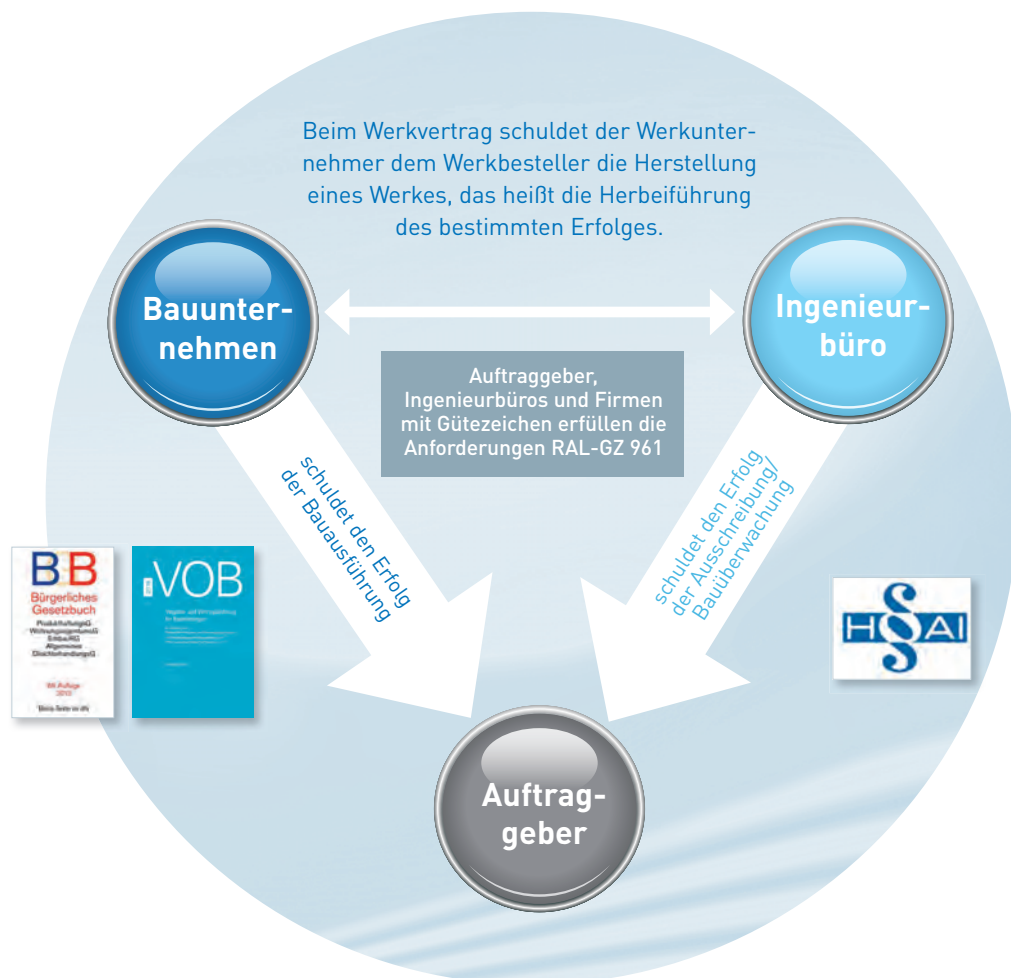 Beim Werkvertrag schuldet der Werkunter-
nehmer dem Werkbesteller die Herstellung
eines Werkes, das heißt die Herbeiführung
des bestimmten Erfolges.
Bauunter-
nehmen
Ingenieur-
büro
Auftraggeber,
Ingenieurbüros und Firmen
mit Gütezeichen erfüllen die
Anforderungen RAL-GZ 961
schuldet den Erfolg
der Bauausführung
schuldet den Erfolg
der Ausschreibung/
Bauüberwachung
Bürgerliches
Gesetzbuch
VOB
H§AI
Auftrag-
geber